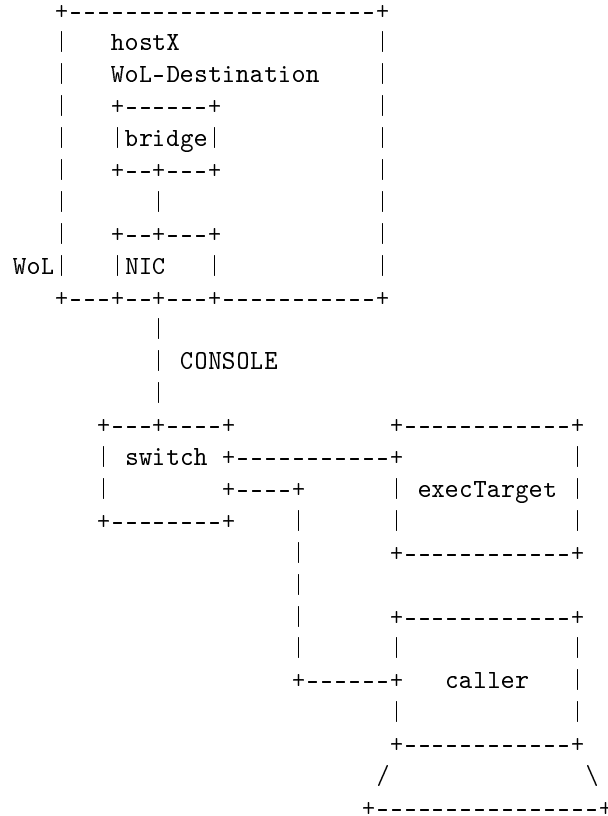 hostX
WoL-Destination
bridge
WoL
NIC
CONSOLE
switch
execTarget
caller